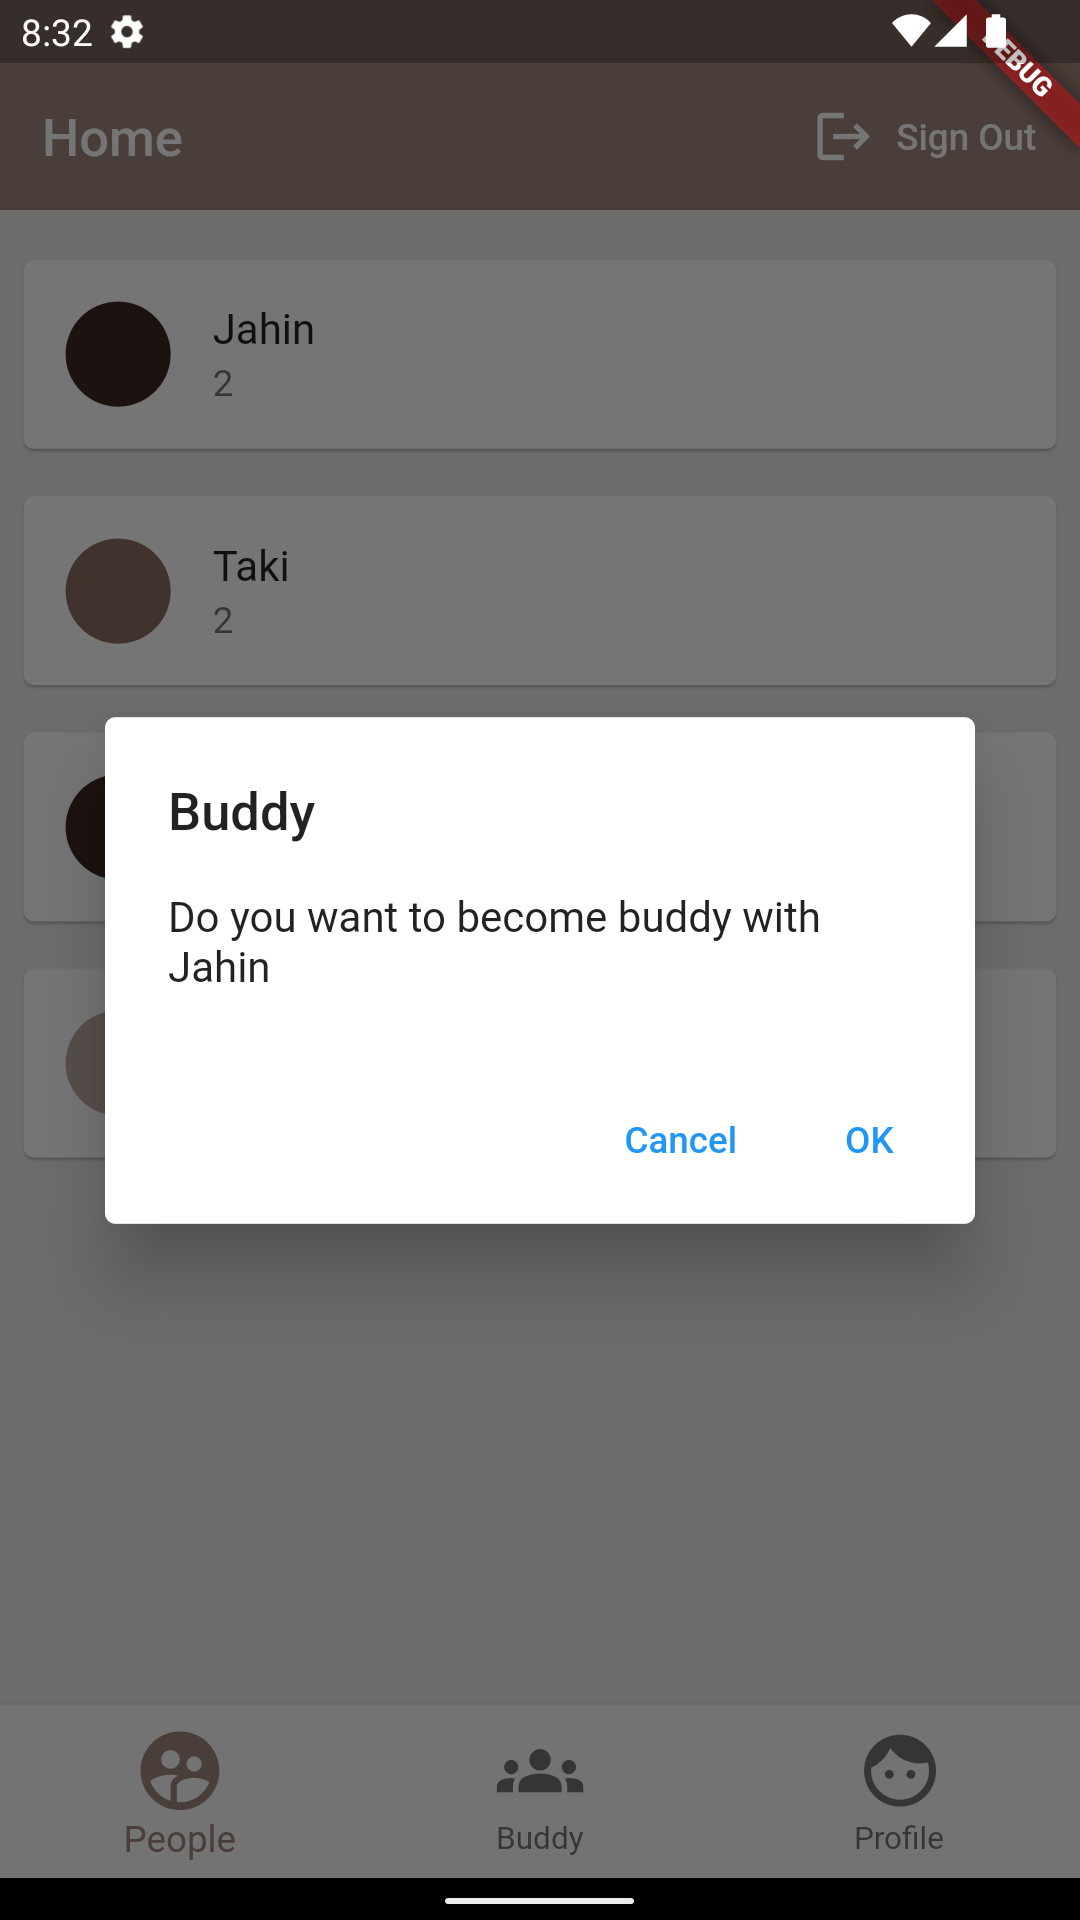 8:32
DEBUG
Home
Sign Out
Jahin
2
Taki
2
Buddy
Do you want to become buddy with
Jahin
Cancel
OK
People
Buddy
Profile